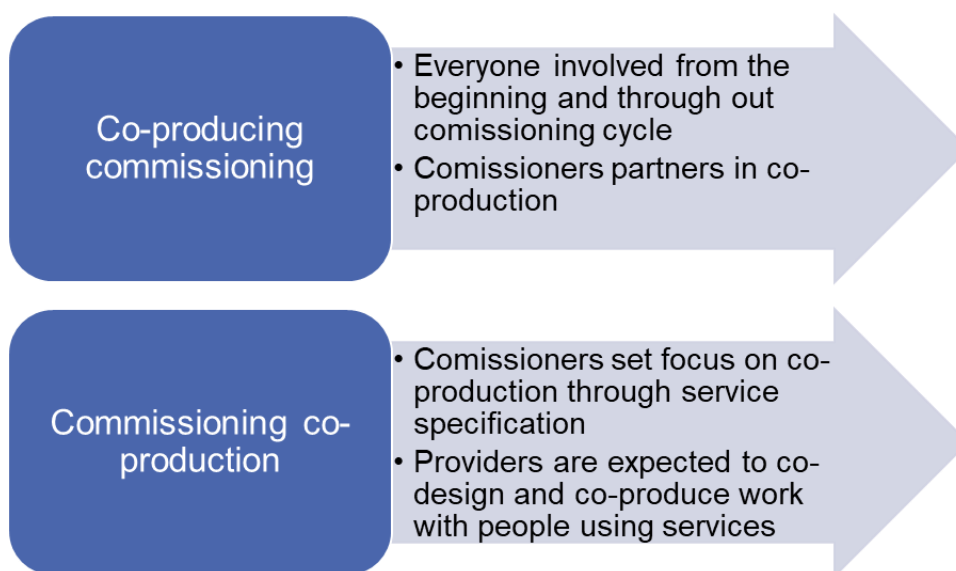 Co-producing
commissioning
• Everyone involved from the
beginning and through out
comissioning cycle
• Comissioners partners in co-
production
Commissioning co-
production
• Comissioners set focus on co-
production through service
specification
• Providers are expected to co-
design and co-produce work
with people using services